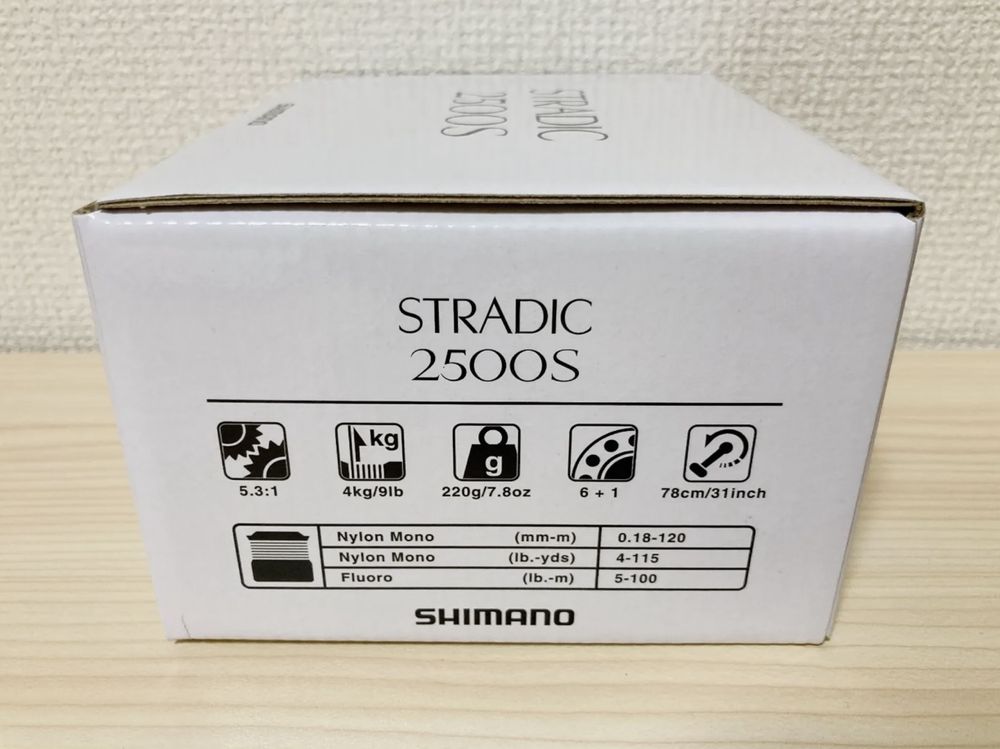 SHIMANO
STRADIC
2500S
STRADIC
2500S
kg
g
5.3:1 4kg/9lb 220g/7.8oz 6 + 1 78cm/31inch
Nylon Mono (mm-m) 0.18-120
Nylon Mono (lb.-yds) 4-115
Fluoro (lb.-m) 5-100
SHIMANO